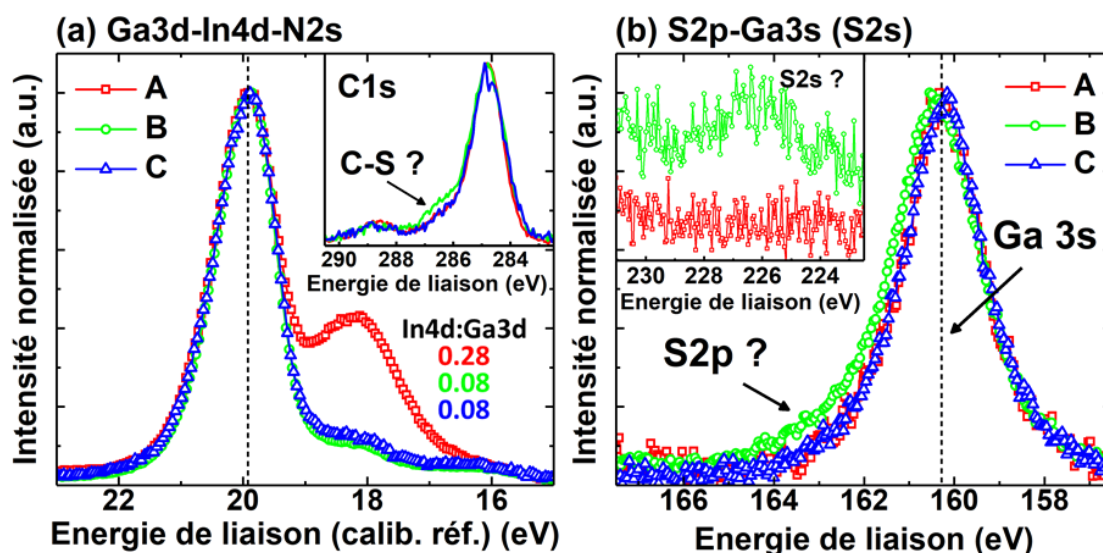 (a) Ga3d-In4d-N2s
Intensité normalisée (a.u.)
A
B
C
C1s
C-S ?
290 288 286 284
Energie de liaison (eV)
In4d:Ga3d
0.28
0.08
0.08
22 20 18 16
Energie de liaison (calib. réf.) (eV)
(b) S2p-Ga3s (S2s)
Intensité normalisée (a.u.)
S2s ?
230 228 226 224
Energie de liaison (eV)
A
B
C
Ga 3s
S2p ?
166 164 162 160 158
Energie de liaison (eV)